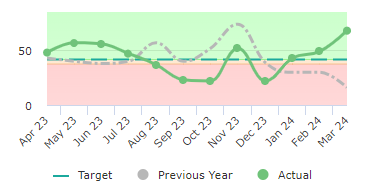 50
0
Apr 23
May 23
Jun 23
Jul 23
Aug 23
Sep 23
Oct 23
Nov 23
Dec 23
Jan 24
Feb 24
Mar 24
Target Previous Year Actual